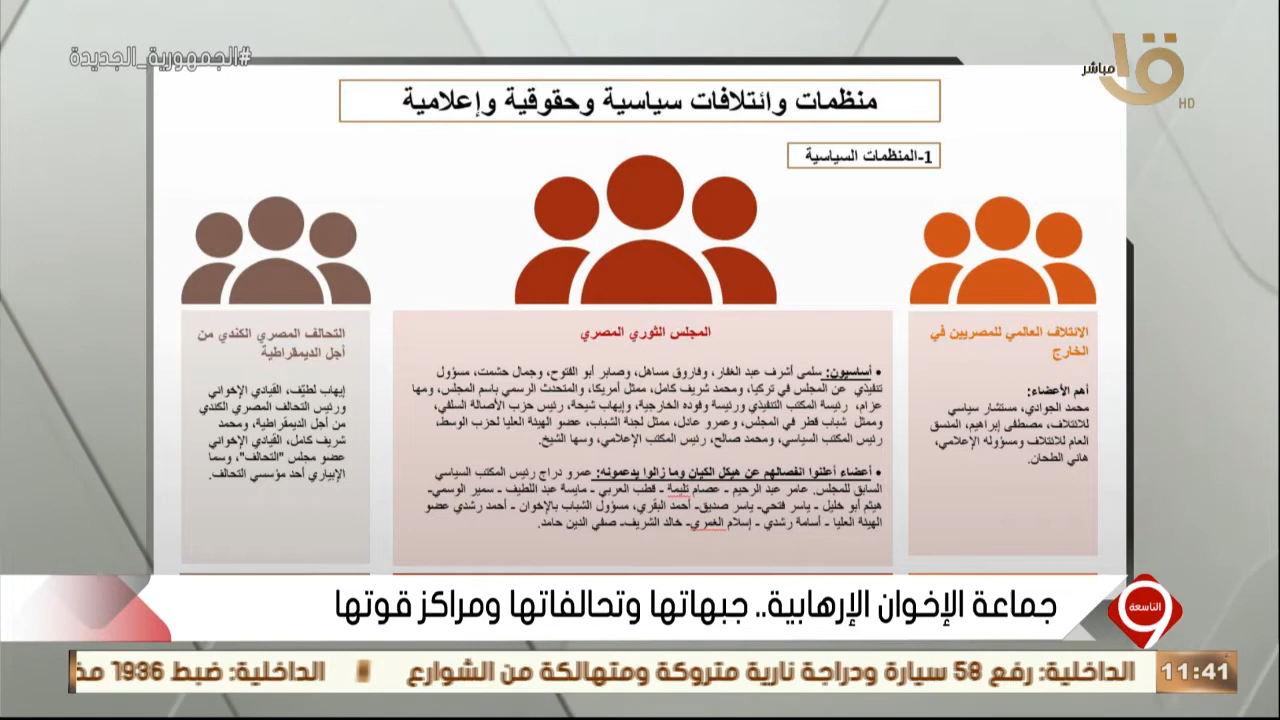 #الجمهورية_الجديدة
مباشر
HD
منظمات وائتلافات سياسية وحقوقية وإعلامية
1-المنظمات السياسية
الائتلاف العالمي للمصريين في
الخارج
أهم الأعضاء:
محمد الجوادي، مستشار سياسي
للائتلاف، مصطفى إبراهيم، المنسق
العام للائتلاف ومسؤوله الإعلامي،
هاني الطحان.
المجلس الثوري المصري
• أساسيون: سلمى أشرف عبد الغفار، وفاروق مساهل، وصابر أبو الفتوح، وجمال حشمت، مسؤول
تنفيذي عن المجلس في تركيا، ومحمد شريف كامل، ممثل أمريكا، والمتحدث الرسمي باسم المجلس، ومها
عزام، رئيسة المكتب التنفيذي ورئيسة وفوده الخارجية، وإيهاب شيحة، رئيس حزب الأصالة السلفي،
وممثل شباب قطر في المجلس، وعمرو عادل، ممثل لجنة الشباب، عضو الهيئة العليا لحزب الوسط،
رئيس المكتب السياسي، ومحمد صالح، رئيس المكتب الإعلامي، وسها الشيخ.
• أعضاء أعلنوا انفصالهم عن هيكل الكيان وما زالوا يدعمونه: عمرو دراج رئيس المكتب السياسي
السابق للمجلس. عامر عبد الرحيم - عصام تليمة - قطب العربي - مايسة عبد اللطيف - سمير الوسمي-
هيثم أبو خليل - ياسر فتحي- ياسر صديق- أحمد البقري، مسؤول الشباب بالإخوان - أحمد رشدي عضو
الهيئة العليا - أسامة رشدي - إسلام الغمري- خالد الشريف- صفي الدين حامد.
التحالف المصري الكندي من
أجل الديمقراطية
إيهاب لطيّف، القيادي الإخواني
ورئيس التحالف المصري الكندي
من أجل الديمقراطية، ومحمد
شريف كامل، القيادي الإخواني
عضو مجلس "التحالف"، وسما
الإبياري أحد مؤسسي التحالف.
التاسعة
جماعة الإخوان الإرهابية.. جبهاتها وتحالفاتها ومراكز قوتها
11:41
الداخلية: رفع 58 سيارة ودراجة نارية متروكة ومتهالكة من الشوارع
الداخلية: ضبط 1936